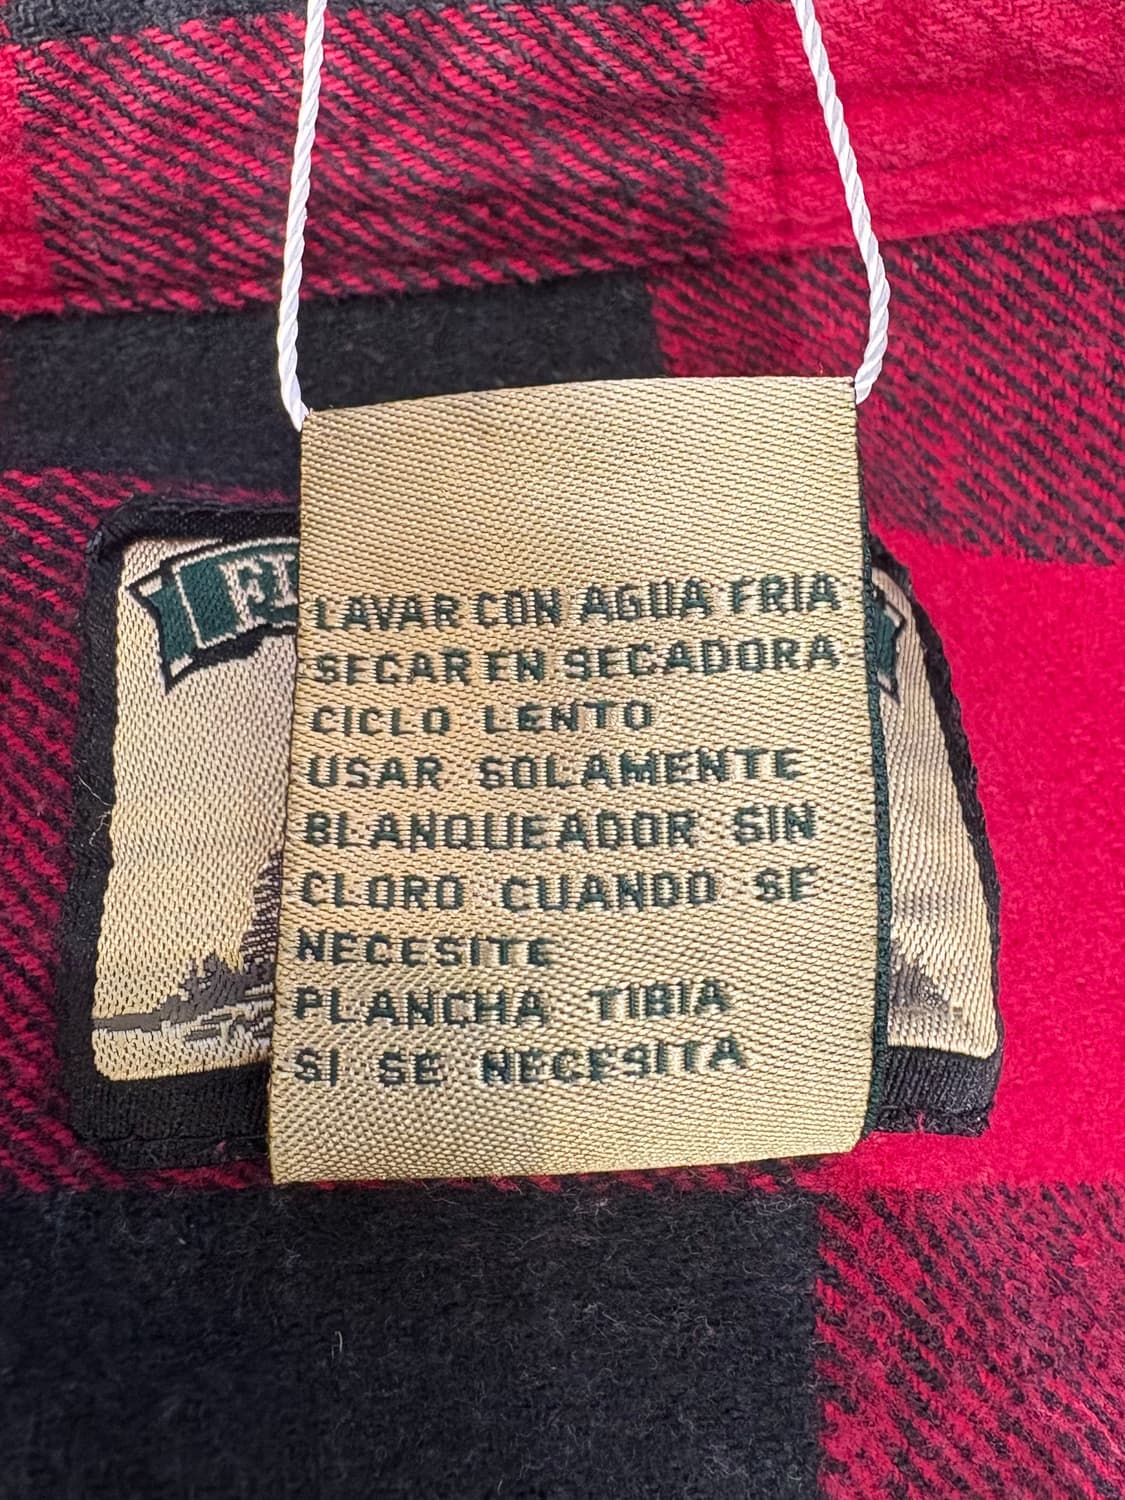 LAVAR CON AGUA FRIA
SECAR EN SECADORA
CICLO LENTO
USAR SOLAMENTE
BLANQUEADOR SIN
CLORO CUANDO SE
NECESITE
PLANCHA TIBIA
SI SE NECESITA